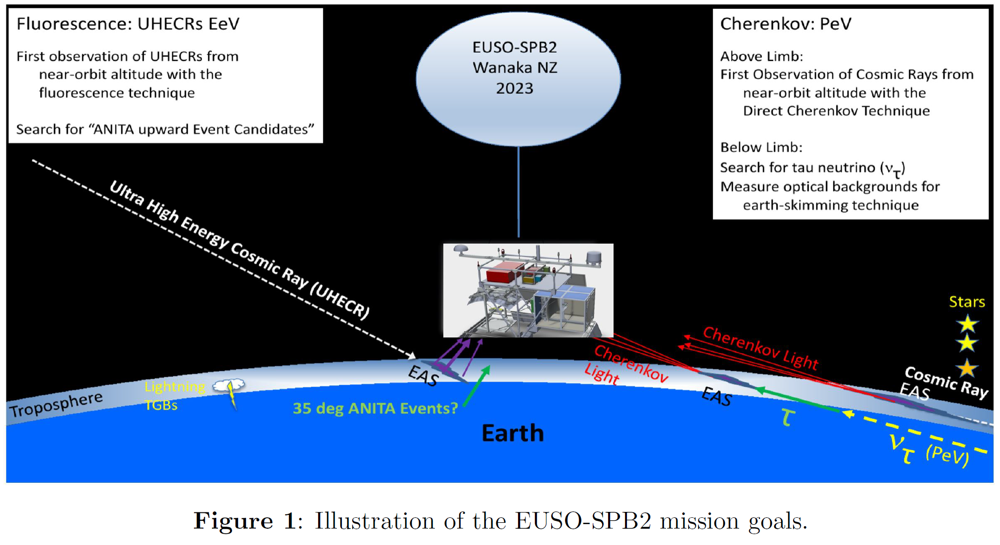 Fluorescence: UHECRs EeV
First observation of UHECRs from
near-orbit altitude with the
fluorescence technique
Search for “ANITA upward Event Candidates”
EUSO-SPB2
Wanaka NZ
2023
Cherenkov: PeV
Above Limb:
First Observation of Cosmic Rays from
near-orbit altitude with the
Direct Cherenkov Technique
Below Limb:
Search for tau neutrino (ντ)
Measure optical backgrounds for
earth-skimming technique
Ultra High Energy Cosmic Ray (UHECR)
Stars
Cherenkov Light
Cherenkov
Light
Cosmic Ray
EAS
EAS
EAS
Lightning
TGBs
Troposphere
35 deg ANITA Events?
τ
Earth
ντ (PeV)
Figure 1: Illustration of the EUSO-SPB2 mission goals.